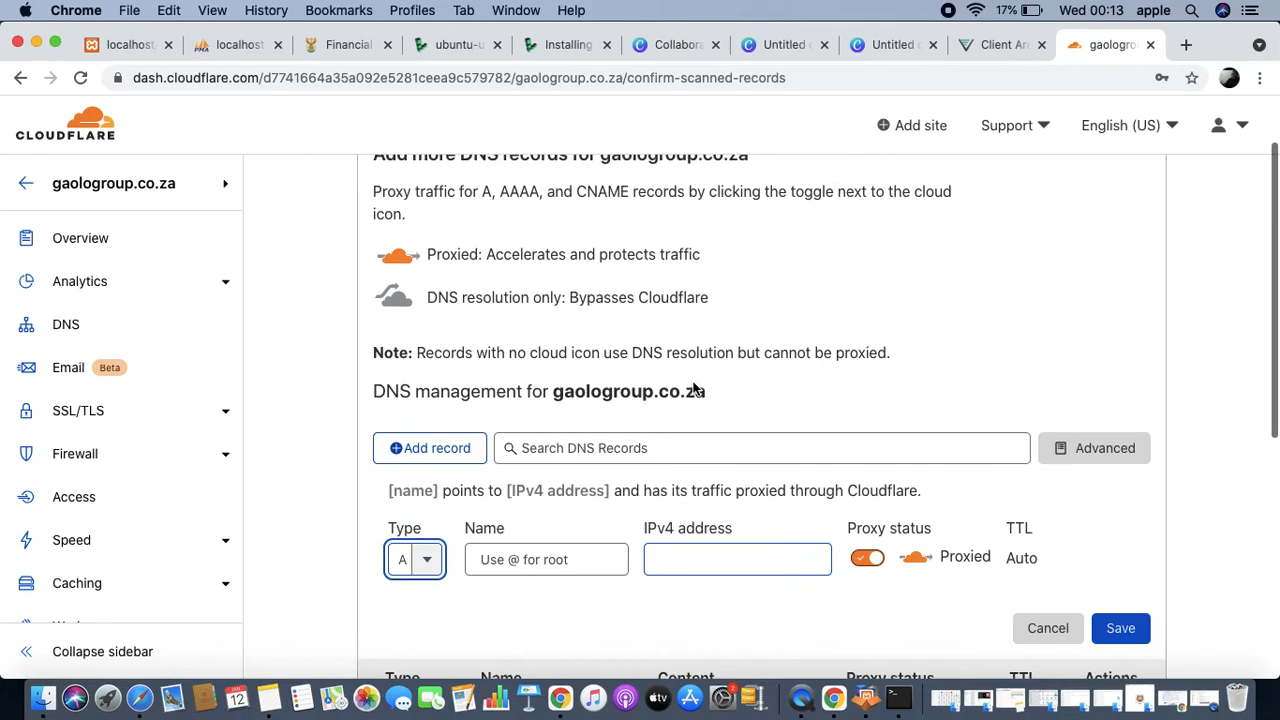 Chrome File Edit View History Bookmarks Profiles Tab Window Help 17% Wed 00:13 apple
localhost/ localhost Financial ubuntu-u Installing Collabora Untitled Untitled Client Are gaologro
dash.cloudflare.com/d7741664a35a092e5281ceea9c579782/gaologroup.co.za/confirm-scanned-records
CLOUDFLARE
Add site Support English (US)
gaologroup.co.za
Overview
Analytics
DNS
Email Beta
SSL/TLS
Firewall
Access
Speed
Caching
Collapse sidebar
Add more DNS records for gaologroup.co.za
Proxy traffic for A, AAAA, and CNAME records by clicking the toggle next to the cloud
icon.
Proxied: Accelerates and protects traffic
DNS resolution only: Bypasses Cloudflare
Note: Records with no cloud icon use DNS resolution but cannot be proxied.
DNS management for gaologroup.co.za
Add record Search DNS Records Advanced
[name] points to [IPv4 address] and has its traffic proxied through Cloudflare.
Type Name IPv4 address Proxy status TTL
A Use @ for root Proxied Auto
Cancel Save
Type Name Content Proxy status TTL Actions